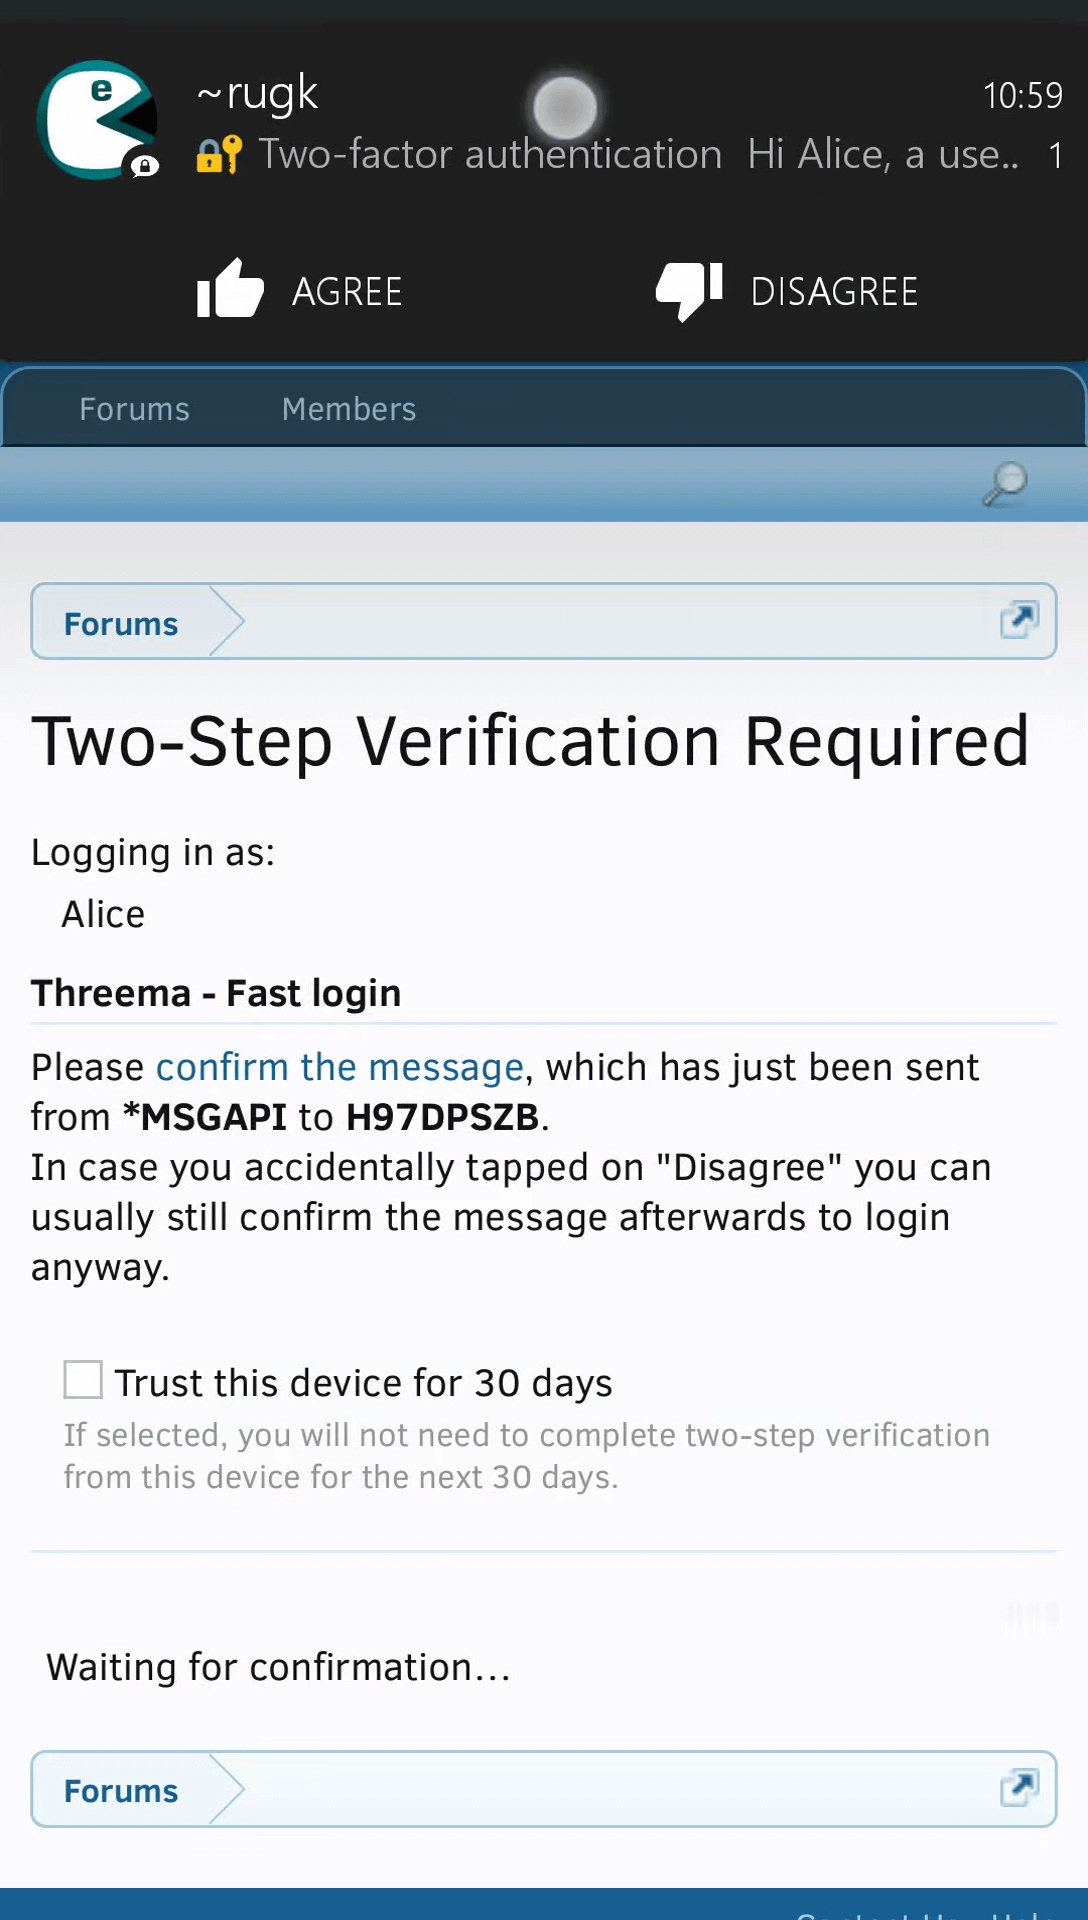 e
~rugk
10:59
🔒🔑 Two-factor authentication Hi Alice, a use..
1
AGREE
DISAGREE
Forums
Members
Forums
Two-Step Verification Required
Logging in as:
Alice
Threema - Fast login
Please confirm the message, which has just been sent
from *MSGAPI to H97DPSZB.
In case you accidentally tapped on "Disagree" you can
usually still confirm the message afterwards to login
anyway.
Trust this device for 30 days
If selected, you will not need to complete two-step verification
from this device for the next 30 days.
Waiting for confirmation...
Forums